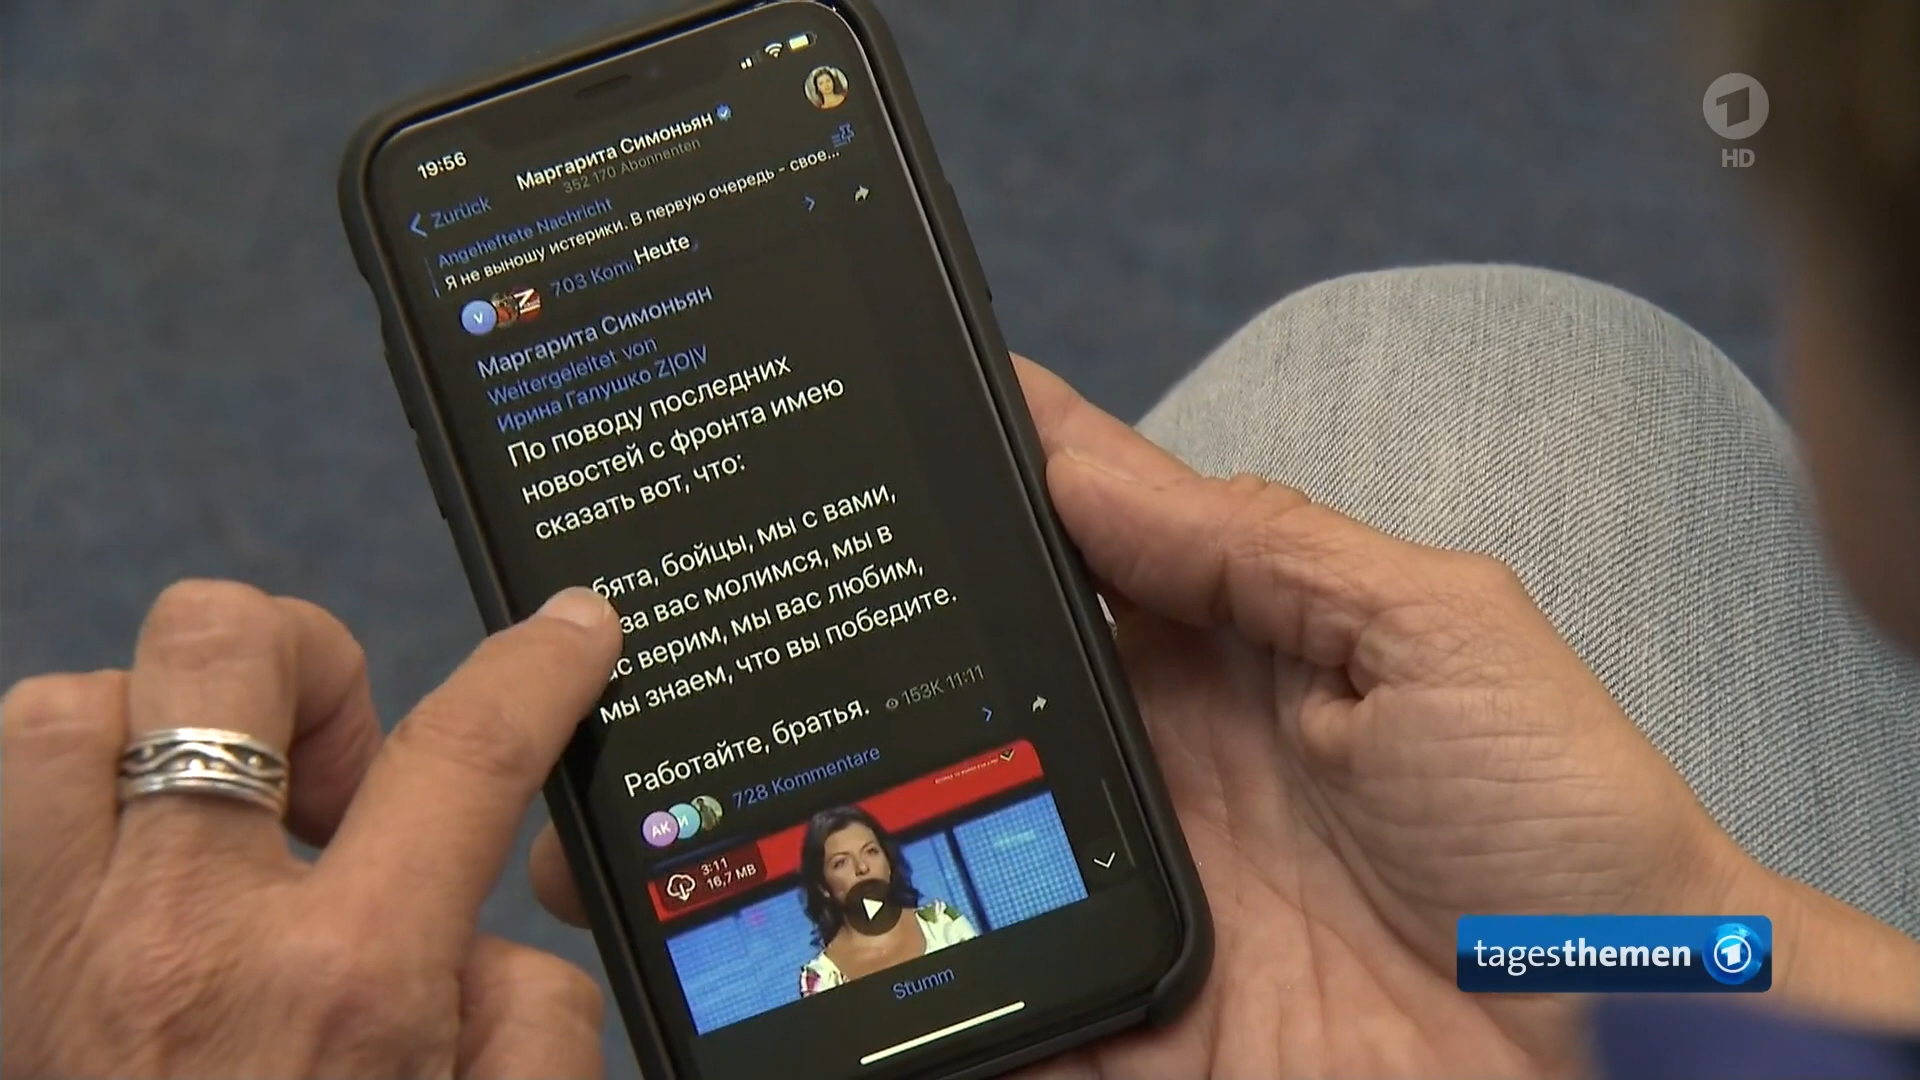 19:56
Маргарита Симоньян
352 170 Abonnenten
Zurück
Angeheftete Nachricht
Я не выношу истерики. В первую очередь - свое...
703 Kom
Heute
Маргарита Симоньян
Weitergeleitet von
Ирина Галушко Z|O|V
По поводу последних
новостей с фронта имею
сказать вот, что:
бята, бойцы, мы с вами,
за вас молимся, мы в
ас верим, мы вас любим,
мы знаем, что вы победите.
Работайте, братья.
153K 11:11
728 Kommentare
V
Z
AK
И
3:11
16,7 MB
Stumm
1
HD
tagesthemen 1